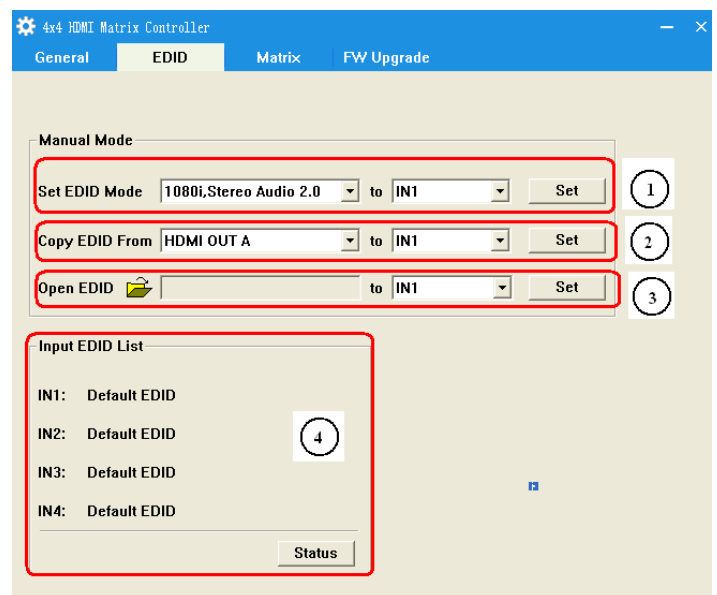 4x4 HDMI Matrix Controller
General EDID Matrix FW Upgrade
Manual Mode
Set EDID Mode 1080i,Stereo Audio 2.0 to IN1 Set 1
Copy EDID From HDMI OUT A to IN1 Set 2
Open EDID to IN1 Set 3
Input EDID List
IN1: Default EDID
IN2: Default EDID 4
IN3: Default EDID
IN4: Default EDID
Status